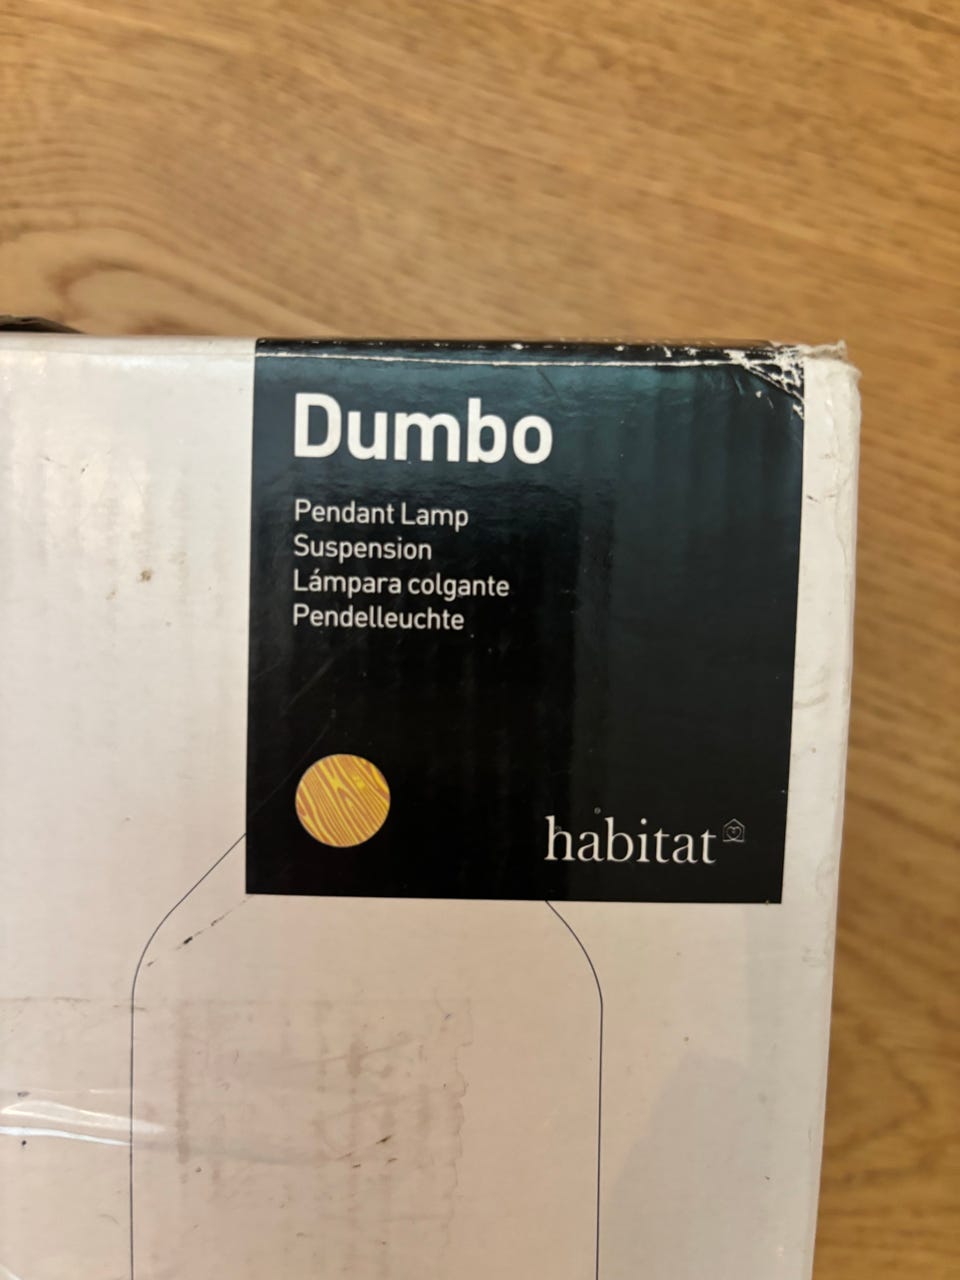 Dumbo
Pendant Lamp
Suspension
Lámpara colgante
Pendelleuchte
habitat